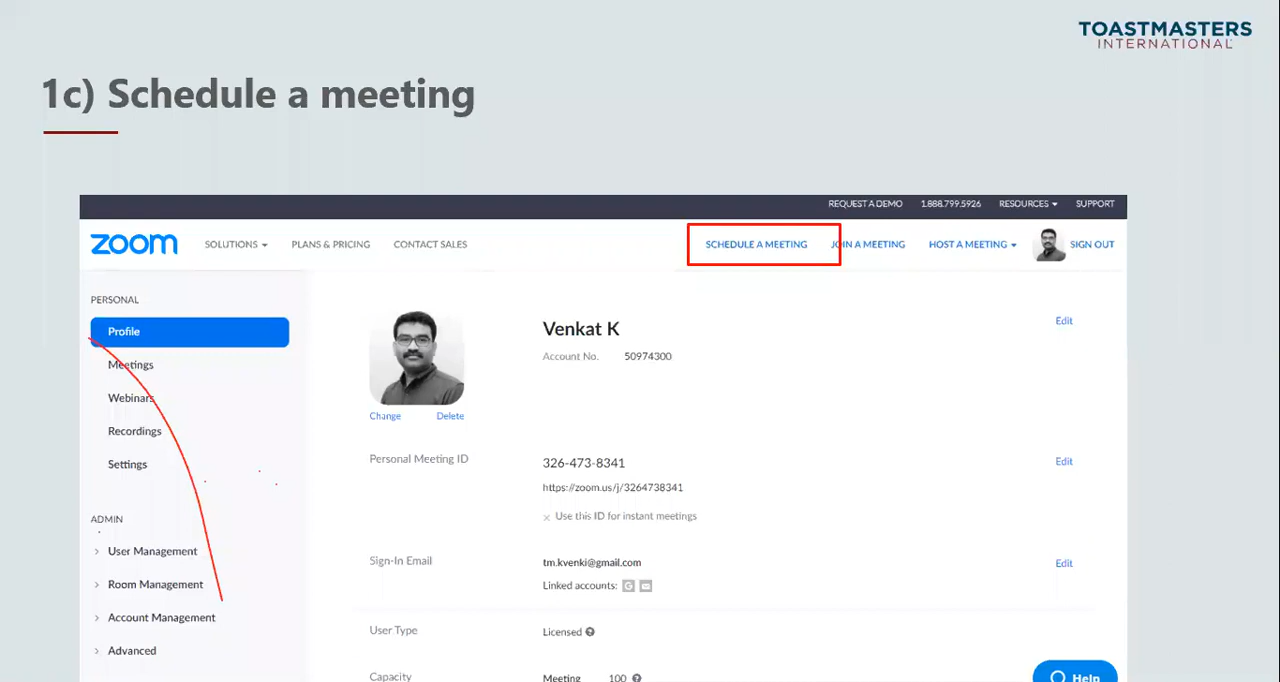 TOASTMASTERS
INTERNATIONAL
1c) Schedule a meeting
REQUEST A DEMO 1.888.799.5926 RESOURCES SUPPORT
zoom SOLUTIONS PLANS & PRICING CONTACT SALES SCHEDULE A MEETING JOIN A MEETING HOST A MEETING SIGN OUT
PERSONAL
Profile
Meetings
Webinars
Recordings
Settings
ADMIN
User Management
Room Management
Account Management
Advanced
Venkat K
Edit
Account No. 50974300
Change Delete
Personal Meeting ID 326-473-8341 Edit
https://zoom.us/j/3264738341
Use this ID for instant meetings
Sign-In Email tm.kvenki@gmail.com Edit
Linked accounts: G
User Type Licensed
Capacity Meeting 100
Help